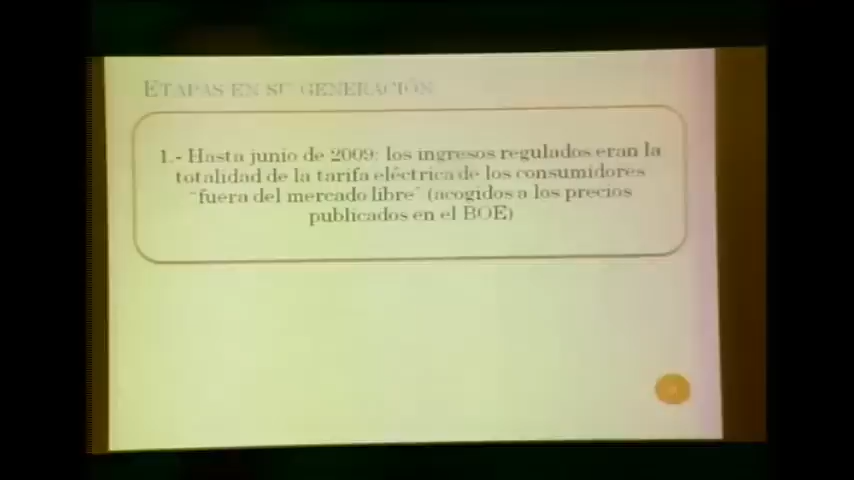 ETAPAS EN SU GENERACIÓN
1.- Hasta junio de 2009: los ingresos regulados eran la
totalidad de la tarifa eléctrica de los consumidores
"fuera del mercado libre" (acogidos a los precios
publicados en el BOE)